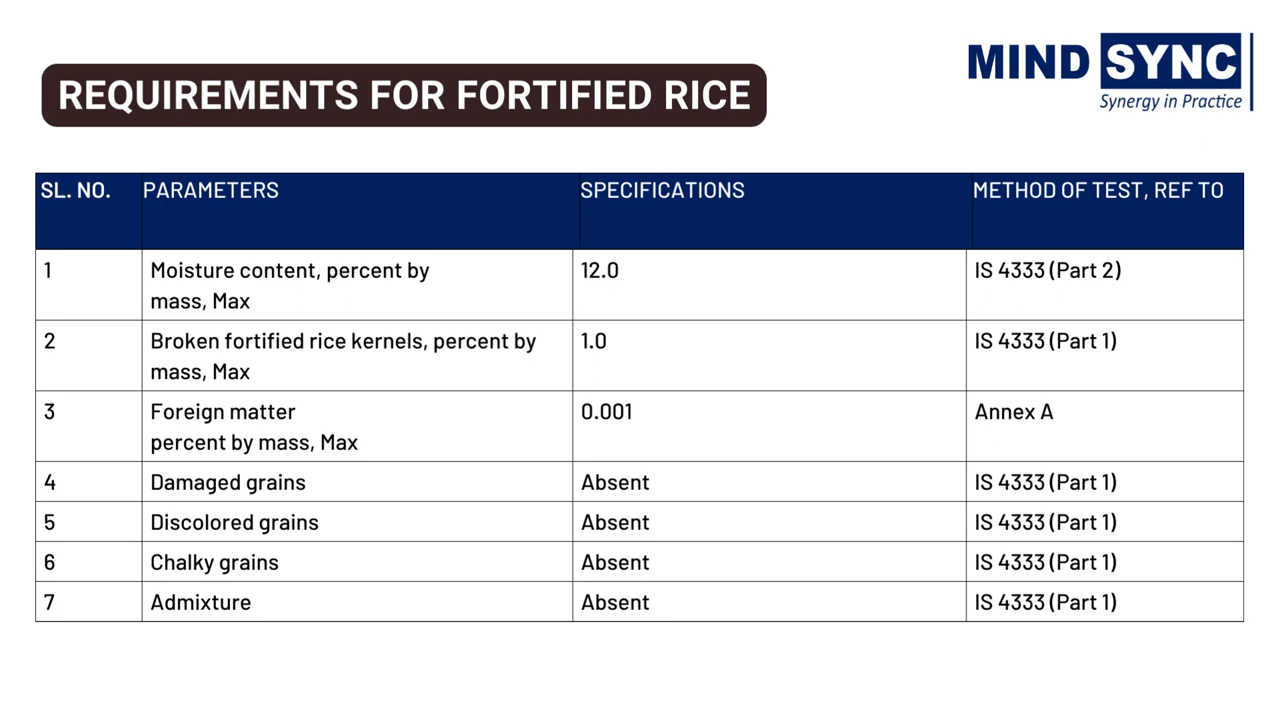 MIND SYNC
Synergy in Practice
REQUIREMENTS FOR FORTIFIED RICE
SL. NO. PARAMETERS SPECIFICATIONS METHOD OF TEST, REF TO
1 Moisture content, percent by 12.0 IS 4333 (Part 2)
mass, Max
2 Broken fortified rice kernels, percent by 1.0 IS 4333 (Part 1)
mass, Max
3 Foreign matter 0.001 Annex A
percent by mass, Max
4 Damaged grains Absent IS 4333 (Part 1)
5 Discolored grains Absent IS 4333 (Part 1)
6 Chalky grains Absent IS 4333 (Part 1)
7 Admixture Absent IS 4333 (Part 1)